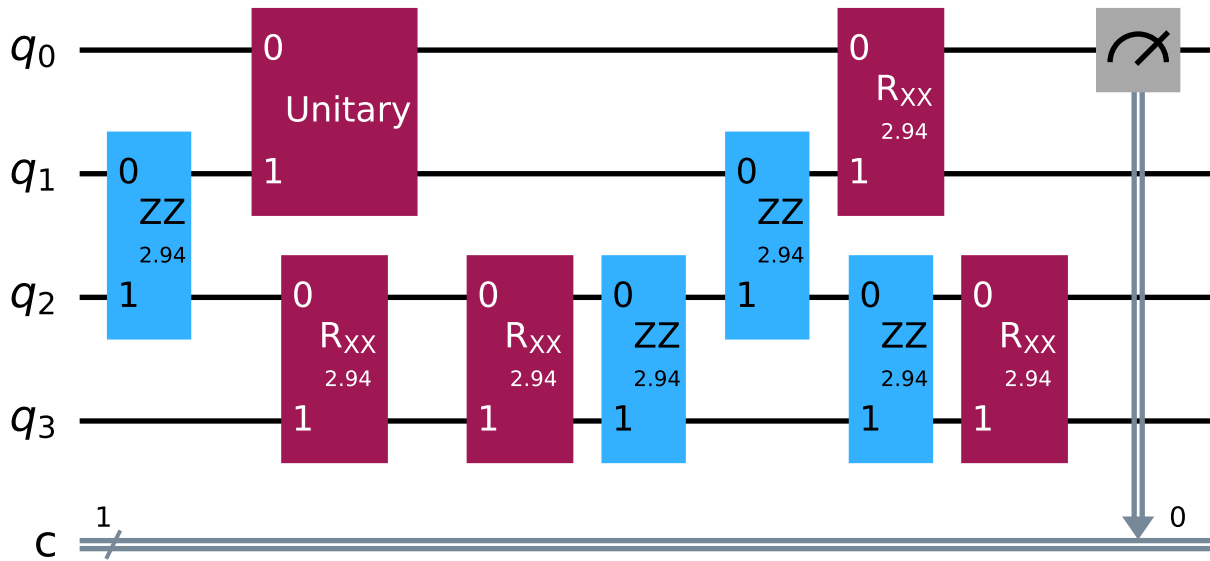 q0 0 0
Unitary RXX
2.94
q1 0 1 0 1
ZZ ZZ
2.94 2.94
q2 1 0 0 0 1 0 0
RXX RXX ZZ ZZ RXX
2.94 2.94 2.94 2.94 2.94
q3 1 1 1 1 1
1 0
c